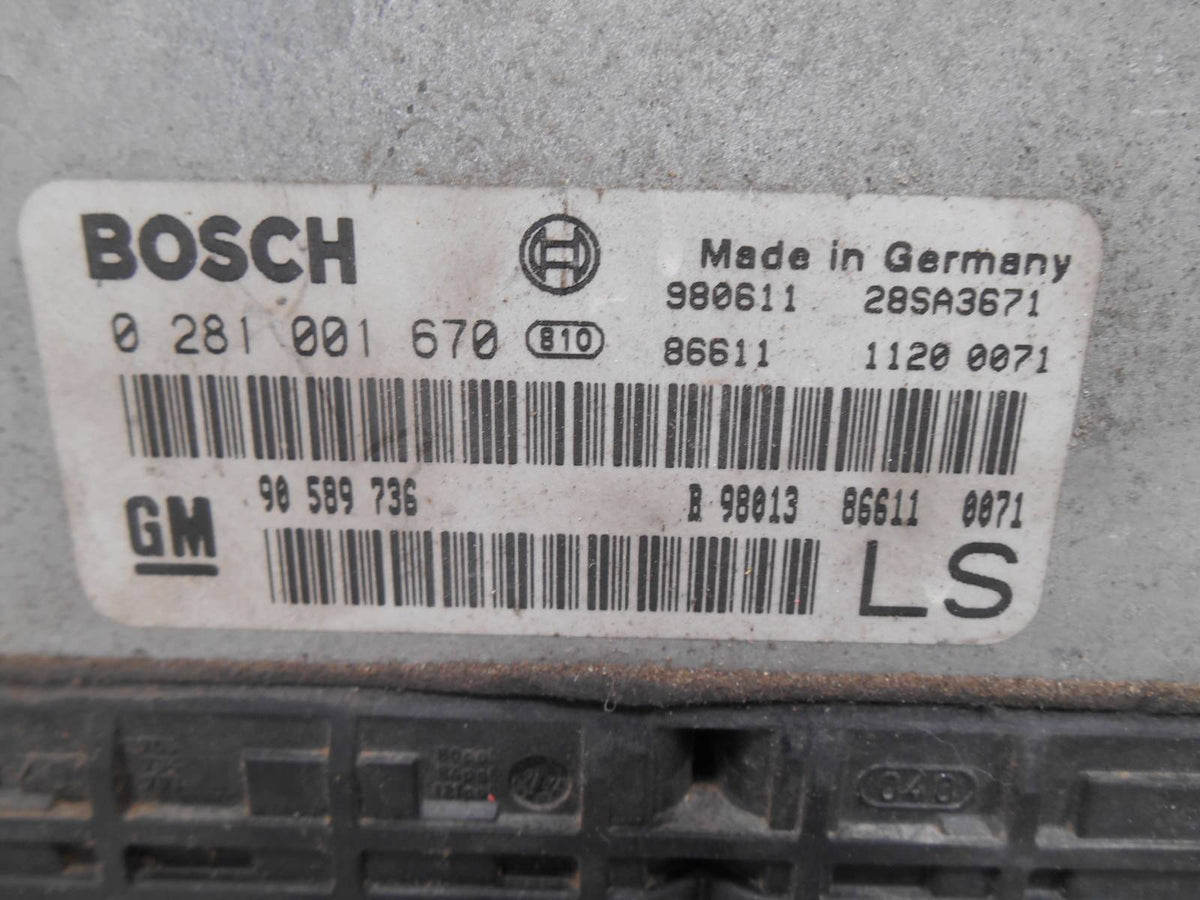 BOSCH
Made in Germany
980611 28SA3671
0 281 001 670 810
86611 1120 0071
90 589 736 R 98013 86611 0071
GM
LS
040